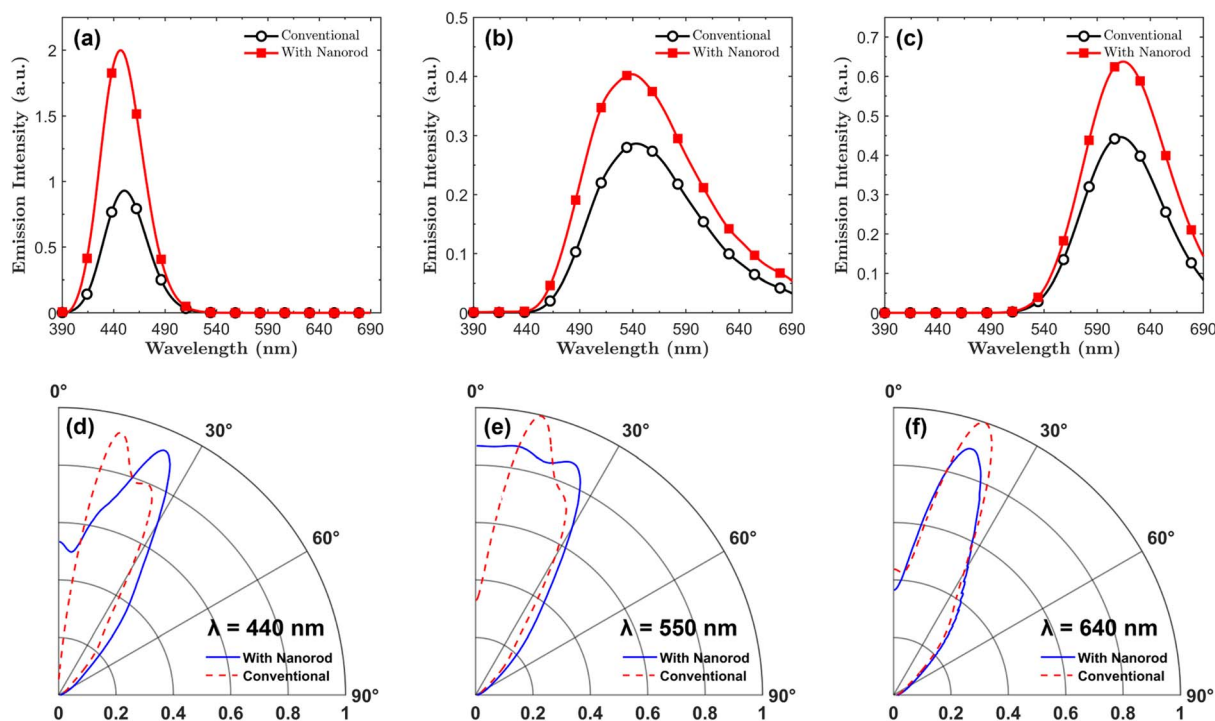 (a)
Conventional
With Nanorod
Emission Intensity (a.u.)
2
1.5
1
0.5
0
390 440 490 540 590 640 690
Wavelength (nm)
(b)
Conventional
With Nanorod
Emission Intensity (a.u.)
0.5
0.4
0.3
0.2
0.1
0
390 440 490 540 590 640 690
Wavelength (nm)
(c)
Conventional
With Nanorod
Emission Intensity (a.u.)
0.7
0.6
0.5
0.4
0.3
0.2
0.1
0
390 440 490 540 590 640 690
Wavelength (nm)
(d)
0°
30°
60°
90°
λ = 440 nm
With Nanorod
Conventional
0 0.2 0.4 0.6 0.8 1
(e)
0°
30°
60°
90°
λ = 550 nm
With Nanorod
Conventional
0 0.2 0.4 0.6 0.8 1
(f)
0°
30°
60°
90°
λ = 640 nm
With Nanorod
Conventional
0 0.2 0.4 0.6 0.8 1